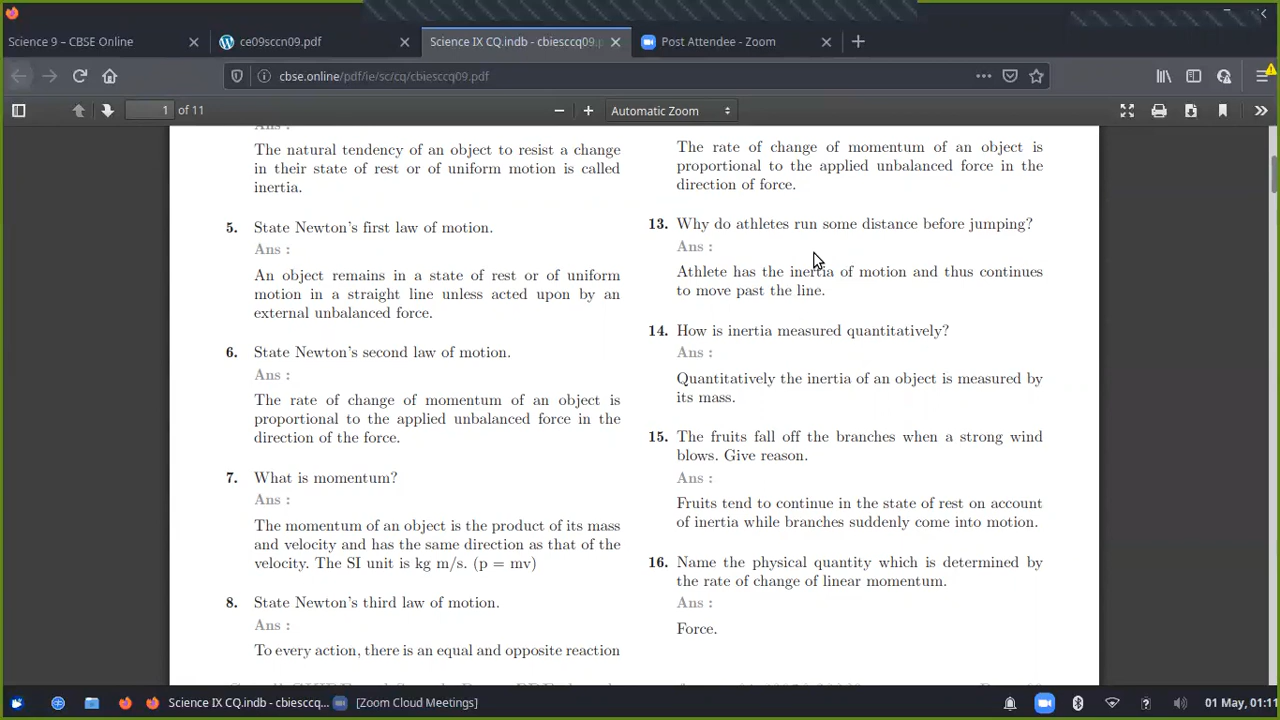 Science 9 – CBSE Online
ce09sccn09.pdf
Science IX CQ.indb - cbiesccq09.p
Post Attendee - Zoom
cbse.online/pdf/ie/sc/cq/cbiesccq09.pdf
1 of 11
Automatic Zoom
Ans :
The natural tendency of an object to resist a change
in their state of rest or of uniform motion is called
inertia.
5. State Newton's first law of motion.
Ans :
An object remains in a state of rest or of uniform
motion in a straight line unless acted upon by an
external unbalanced force.
6. State Newton's second law of motion.
Ans :
The rate of change of momentum of an object is
proportional to the applied unbalanced force in the
direction of the force.
7. What is momentum?
Ans :
The momentum of an object is the product of its mass
and velocity and has the same direction as that of the
velocity. The SI unit is kg m/s. (p = mv)
8. State Newton's third law of motion.
Ans :
To every action, there is an equal and opposite reaction
The rate of change of momentum of an object is
proportional to the applied unbalanced force in the
direction of force.
13. Why do athletes run some distance before jumping?
Ans :
Athlete has the inertia of motion and thus continues
to move past the line.
14. How is inertia measured quantitatively?
Ans :
Quantitatively the inertia of an object is measured by
its mass.
15. The fruits fall off the branches when a strong wind
blows. Give reason.
Ans :
Fruits tend to continue in the state of rest on account
of inertia while branches suddenly come into motion.
16. Name the physical quantity which is determined by
the rate of change of linear momentum.
Ans :
Force.
Science IX CQ.indb - cbiesccq...
[Zoom Cloud Meetings]
01 May, 01:11